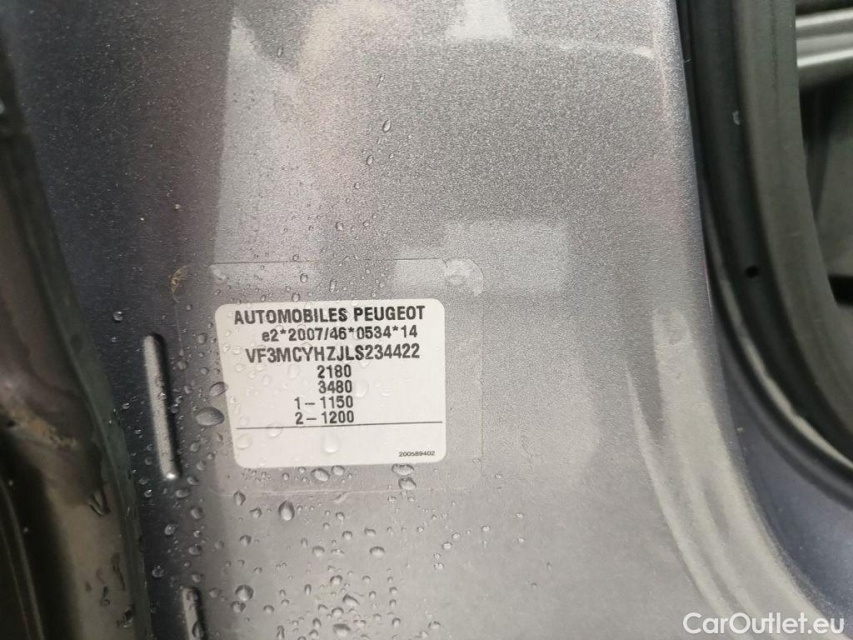 AUTOMOBILES PEUGEOT
e2*2007/46*0534*14
VF3MCYHZJLS234422
2180
3480
1-1150
2-1200
200589402
CarOutlet.eu